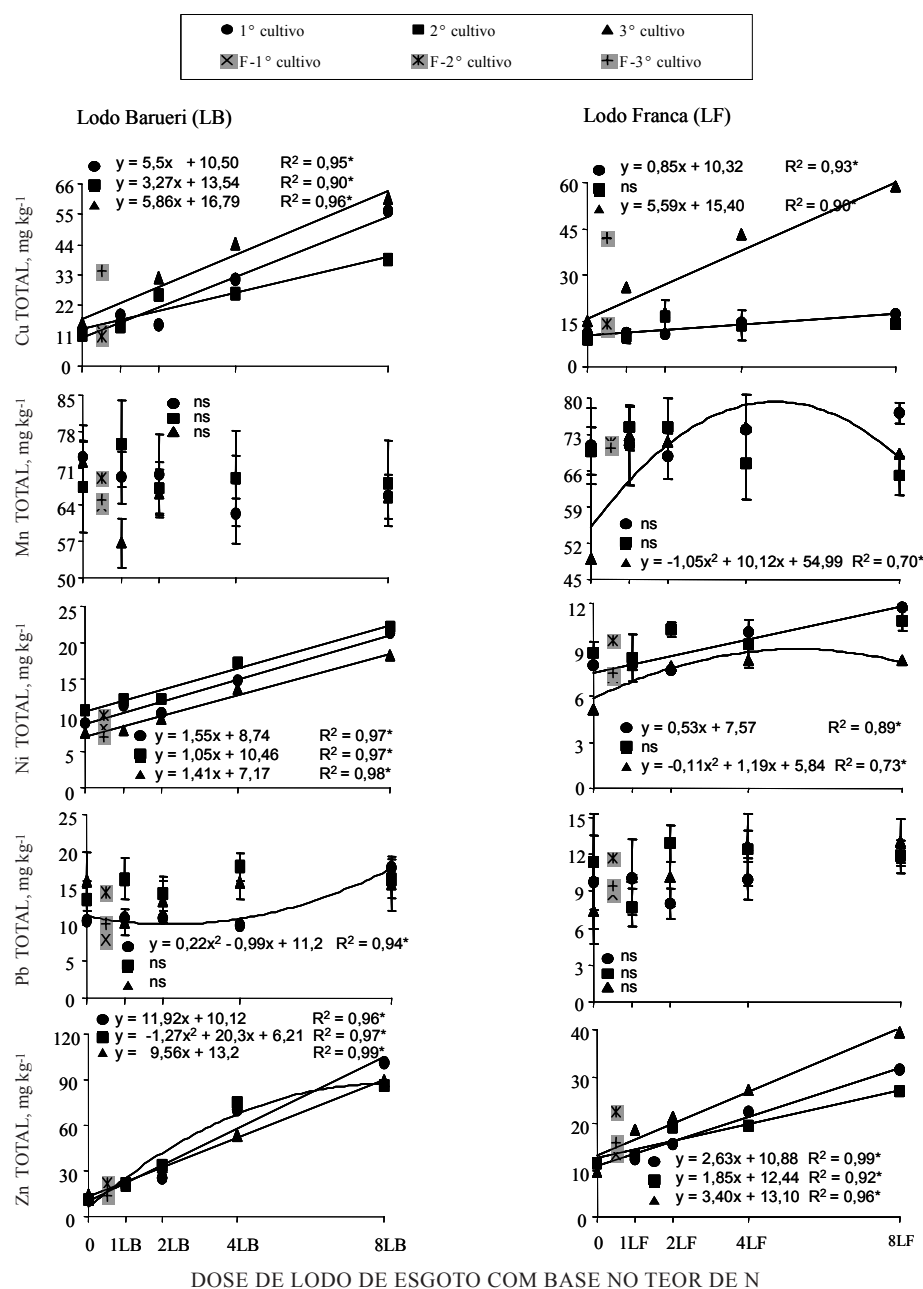 1° cultivo 2° cultivo 3° cultivo
F-1° cultivo F-2° cultivo F-3° cultivo
Lodo Barueri (LB)
Lodo Franca (LF)
Cu TOTAL, mg kg-1
y = 5,5x + 10,50 R² = 0,95*
y = 3,27x + 13,54 R² = 0,90*
y = 5,86x + 16,79 R² = 0,96*
66
55
44
33
22
11
0
y = 0,85x + 10,32 R² = 0,93*
ns
y = 5,59x + 15,40 R² = 0,90*
60
45
30
15
0
Mn TOTAL, mg kg-1
85
78
71
64
57
50
ns
ns
ns
80
73
66
59
52
45
ns
ns
y = -1,05x² + 10,12x + 54,99 R² = 0,70*
Ni TOTAL, mg kg-1
25
20
15
10
5
0
y = 1,55x + 8,74 R² = 0,97*
y = 1,05x + 10,46 R² = 0,97*
y = 1,41x + 7,17 R² = 0,98*
12
9
6
3
0
y = 0,53x + 7,57 R² = 0,89*
ns
y = -0,11x² + 1,19x + 5,84 R² = 0,73*
Pb TOTAL, mg kg-1
25
20
15
10
5
0
y = 0,22x² - 0,99x + 11,2 R² = 0,94*
ns
ns
15
12
9
6
3
0
ns
ns
ns
Zn TOTAL, mg kg-1
y = 11,92x + 10,12 R² = 0,96*
y = -1,27x² + 20,3x + 6,21 R² = 0,97*
y = 9,56x + 13,2 R² = 0,99*
120
90
60
30
0
40
30
20
10
0
y = 2,63x + 10,88 R² = 0,99*
y = 1,85x + 12,44 R² = 0,92*
y = 3,40x + 13,10 R² = 0,96*
0 1LB 2LB 4LB 8LB
0 1LF 2LF 4LF 8LF
DOSE DE LODO DE ESGOTO COM BASE NO TEOR DE N